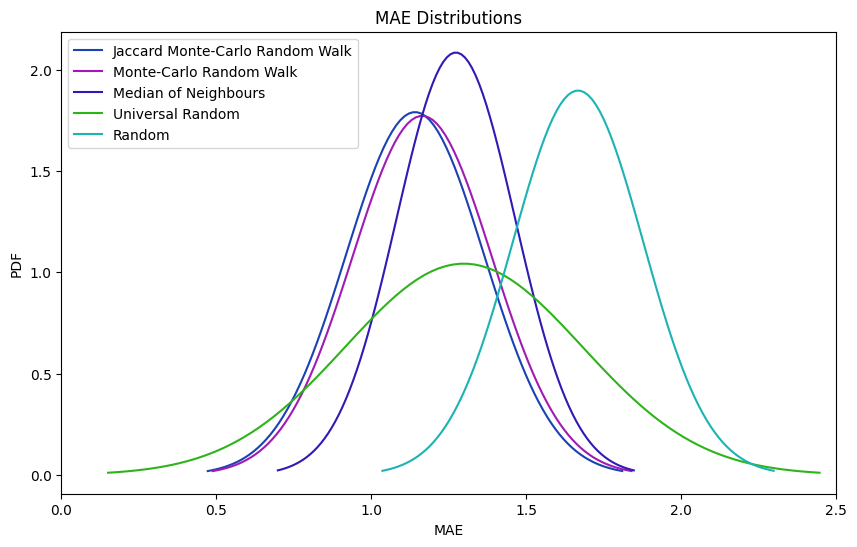 MAE Distributions
Jaccard Monte-Carlo Random Walk
Monte-Carlo Random Walk
Median of Neighbours
Universal Random
Random
2.0
1.5
1.0
0.5
0.0
PDF
0.0 0.5 1.0 1.5 2.0 2.5
MAE